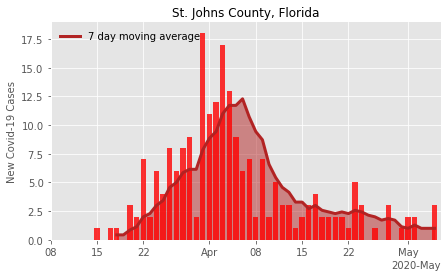 St. Johns County, Florida
7 day moving average
New Covid-19 Cases
17.5
15.0
12.5
10.0
7.5
5.0
2.5
0.0
08 15 22 Apr 08 15 22 May
2020-May